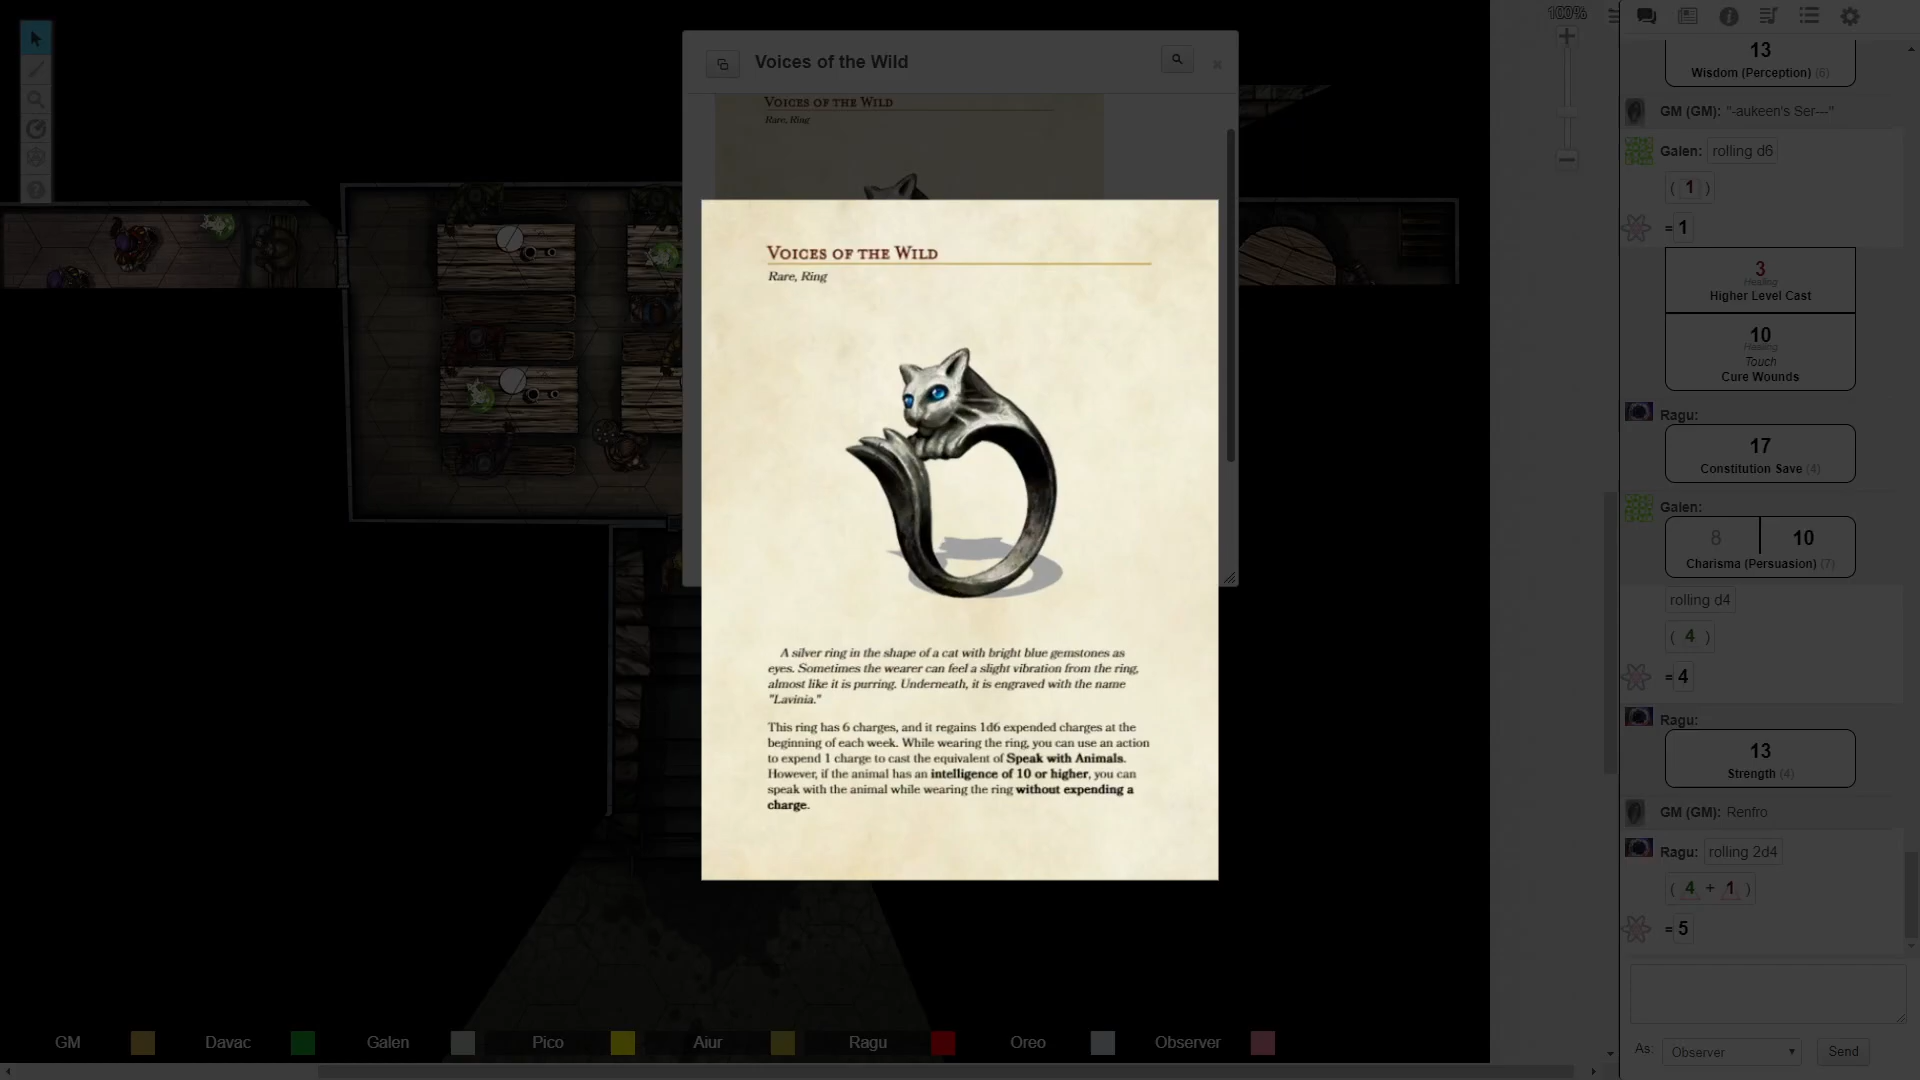 100%
Voices of the Wild
VOICES OF THE WILD
Rare, Ring
VOICES OF THE WILD
Rare, Ring
A silver ring in the shape of a cat with bright blue gemstones as
eyes. Sometimes the wearer can feel a slight vibration from the ring,
almost like it is purring. Underneath, it is engraved with the name
"Lavinia."
This ring has 6 charges, and it regains 1d6 expended charges at the
beginning of each week. While wearing the ring, you can use an action
to expend 1 charge to cast the equivalent of Speak with Animals.
However, if the animal has an intelligence of 10 or higher, you can
speak with the animal while wearing the ring without expending a
charge.
13
Wisdom (Perception) (6)
GM (GM): "-aukeen's Ser---"
Galen: rolling d6
( 1 )
= 1
3
Healing
Higher Level Cast
10
Healing
Touch
Cure Wounds
Ragu:
17
Constitution Save (4)
Galen:
8 10
Charisma (Persuasion) (7)
rolling d4
( 4 )
= 4
Ragu:
13
Strength (4)
GM (GM): Renfro
Ragu: rolling 2d4
( 4 + 1 )
= 5
As: Observer Send
GM Davac Galen Pico Aiur Ragu Oreo Observer